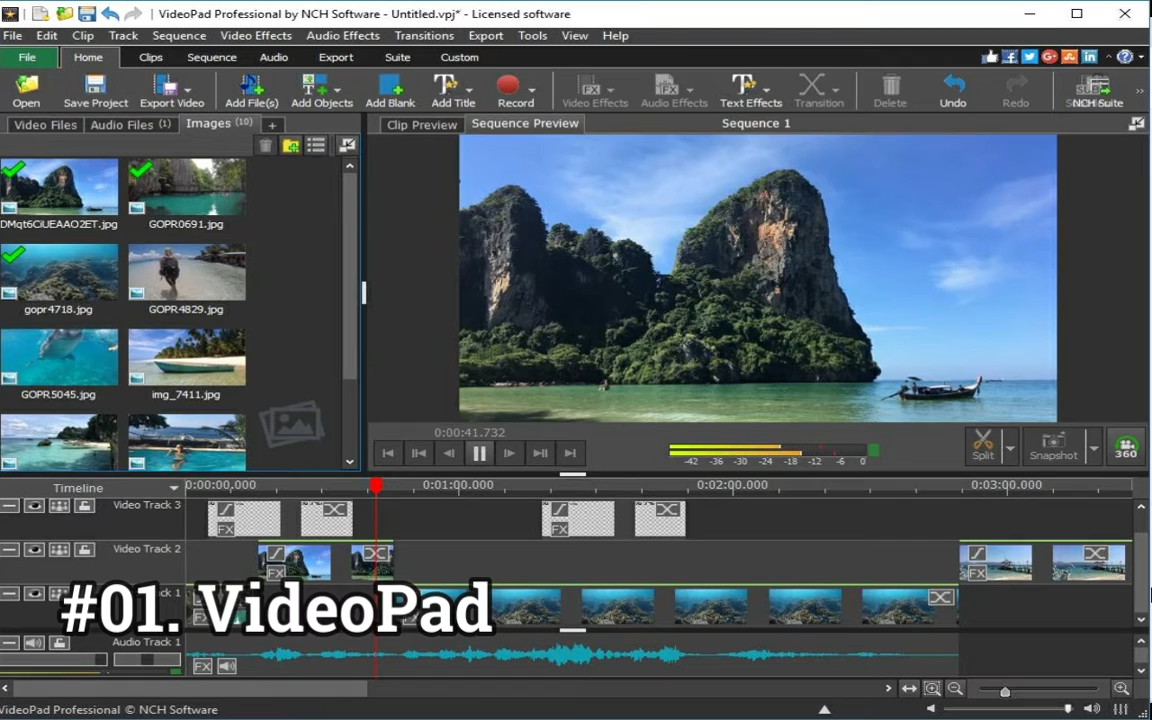 VideoPad Professional by NCH Software - Untitled.vpj* - Licensed software
File Edit Clip Track Sequence Video Effects Audio Effects Transitions Export Tools View Help
File Home Clips Sequence Audio Export Suite Custom
Open Save Project Export Video Add File(s) Add Objects Add Blank Add Title Record Video Effects Audio Effects Text Effects Transition Delete Undo Redo NCH Suite
Video Files Audio Files (1) Images (10) + Clip Preview Sequence Preview Sequence 1
DMqt6CiUEAAO2ET.jpg GOPR0691.jpg
gopr4718.jpg GOPR4829.jpg
GOPR5045.jpg img_7411.jpg
0:00:41.732
-42 -36 -30 -24 -18 -12 -6 0
Split Snapshot 360
Timeline 0:00:00,000 0:01:00,000 0:02:00,000 0:03:00,000
Video Track 3
FX FX
Video Track 2
FX FX
#01. VideoPad
Audio Track 1
FX
VideoPad Professional © NCH Software